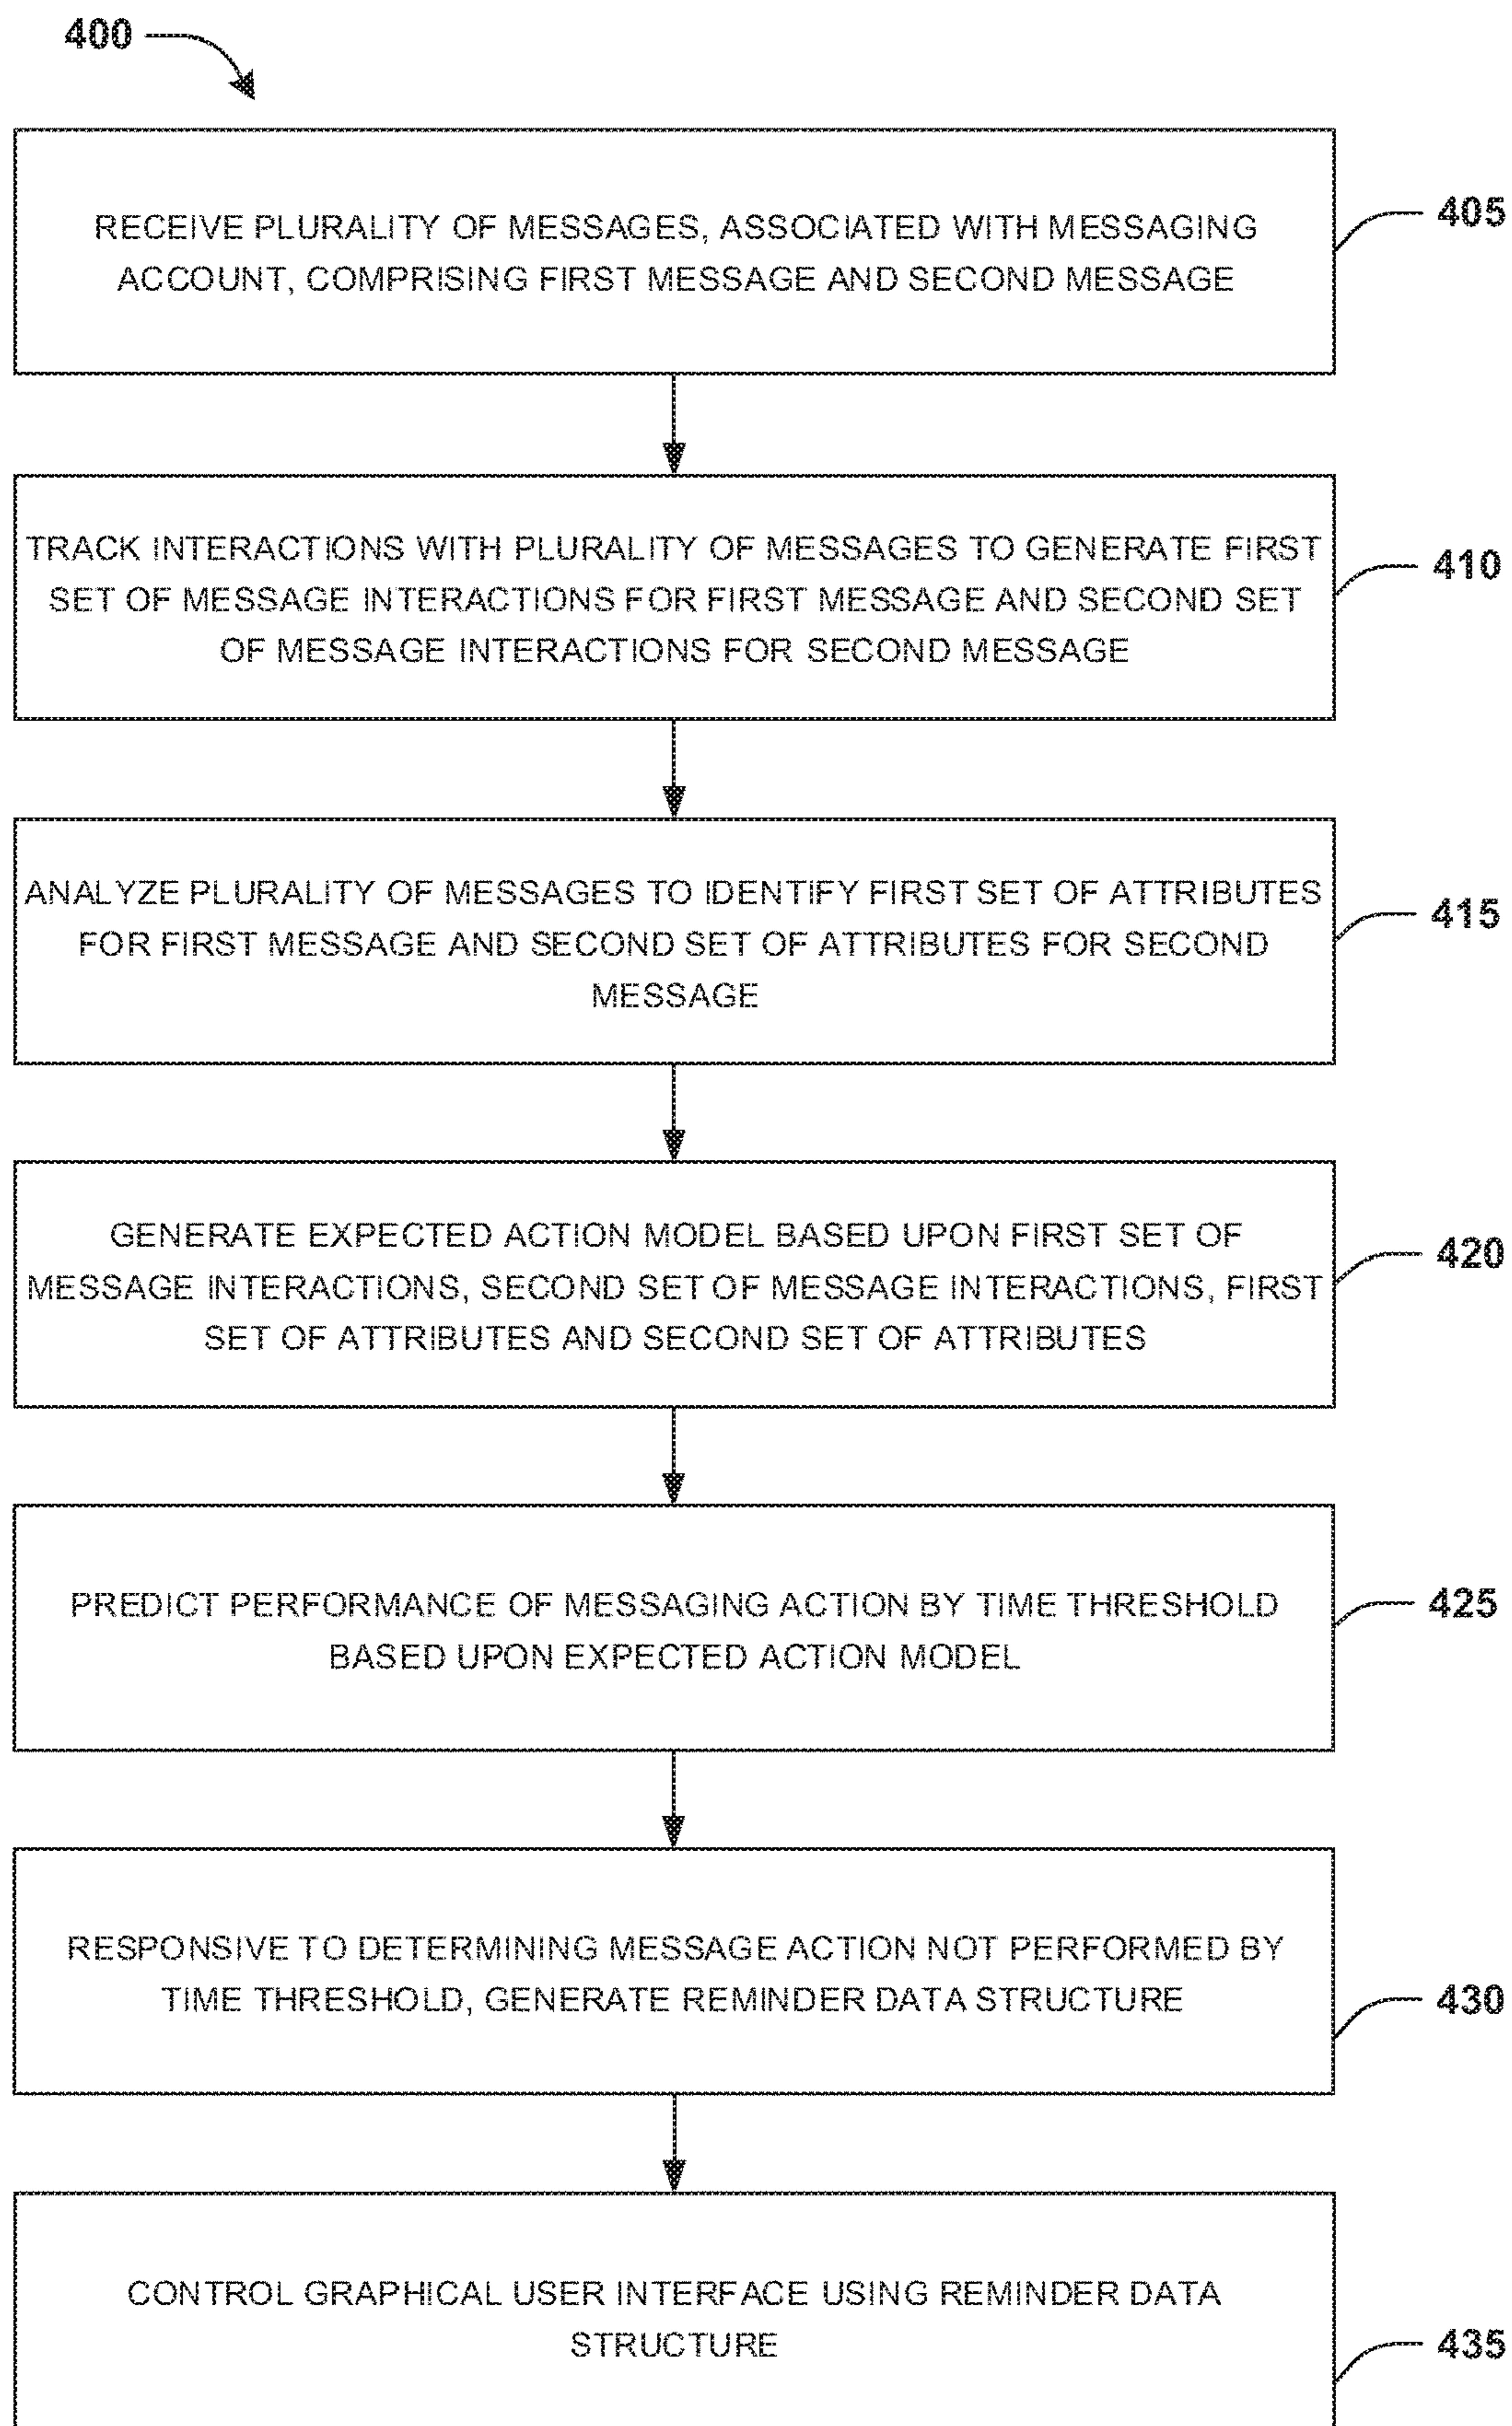 400
RECEIVE PLURALITY OF MESSAGES, ASSOCIATED WITH MESSAGING
ACCOUNT, COMPRISING FIRST MESSAGE AND SECOND MESSAGE
405
TRACK INTERACTIONS WITH PLURALITY OF MESSAGES TO GENERATE FIRST
SET OF MESSAGE INTERACTIONS FOR FIRST MESSAGE AND SECOND SET
OF MESSAGE INTERACTIONS FOR SECOND MESSAGE
410
ANALYZE PLURALITY OF MESSAGES TO IDENTIFY FIRST SET OF ATTRIBUTES
FOR FIRST MESSAGE AND SECOND SET OF ATTRIBUTES FOR SECOND
MESSAGE
415
GENERATE EXPECTED ACTION MODEL BASED UPON FIRST SET OF
MESSAGE INTERACTIONS, SECOND SET OF MESSAGE INTERACTIONS, FIRST
SET OF ATTRIBUTES AND SECOND SET OF ATTRIBUTES
420
PREDICT PERFORMANCE OF MESSAGING ACTION BY TIME THRESHOLD
BASED UPON EXPECTED ACTION MODEL
425
RESPONSIVE TO DETERMINING MESSAGE ACTION NOT PERFORMED BY
TIME THRESHOLD, GENERATE REMINDER DATA STRUCTURE
430
CONTROL GRAPHICAL USER INTERFACE USING REMINDER DATA
STRUCTURE
435